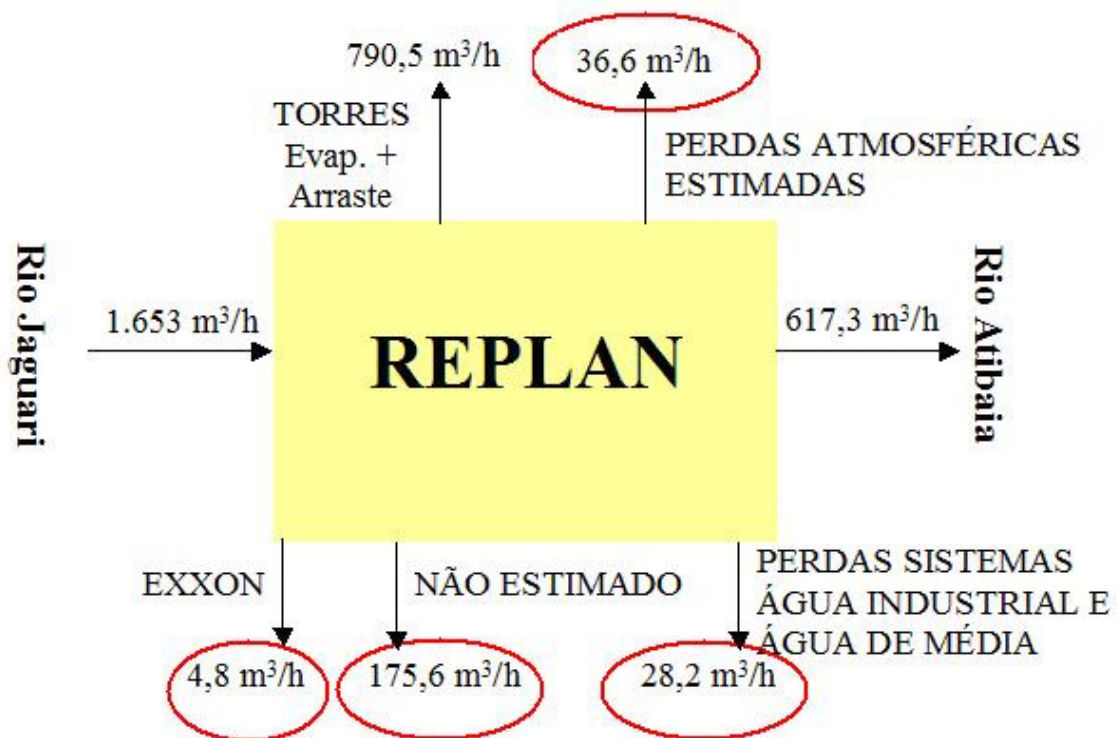 790,5 m³/h
36,6 m³/h
TORRES
Evap. +
Arraste
PERDAS ATMOSFÉRICAS
ESTIMADAS
Rio Jaguari
1.653 m³/h
REPLAN
617,3 m³/h
Rio Atibaia
EXXON
NÃO ESTIMADO
PERDAS SISTEMAS
ÁGUA INDUSTRIAL E
ÁGUA DE MÉDIA
4,8 m³/h
175,6 m³/h
28,2 m³/h